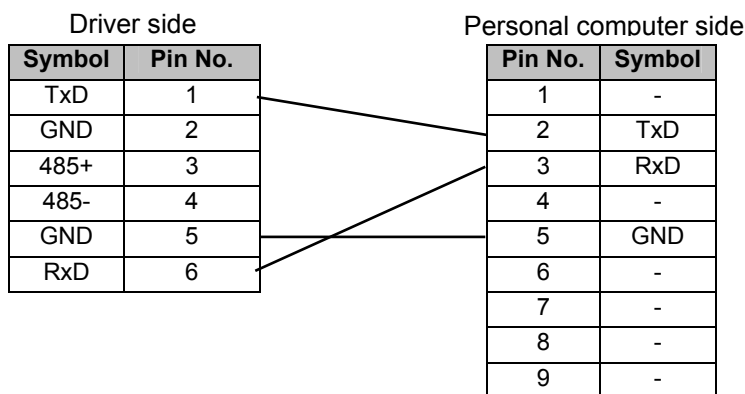 Driver side
Personal computer side
Symbol Pin No.
TxD 1
GND 2
485+ 3
485- 4
GND 5
RxD 6
Pin No. Symbol
1 -
2 TxD
3 RxD
4 -
5 GND
6 -
7 -
8 -
9 -